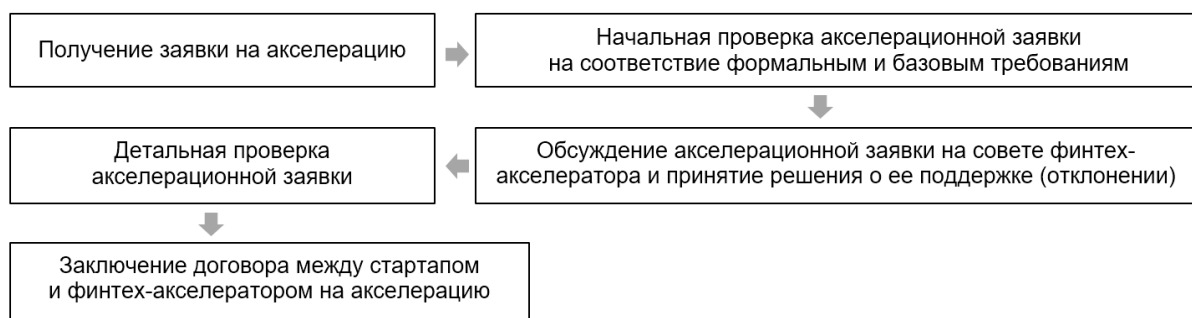 Получение заявки на акселерацию
Начальная проверка акселерационной заявки
на соответствие формальным и базовым требованиям
Обсуждение акселерационной заявки на совете финтех-
акселератора и принятие решения о ее поддержке (отклонении)
Детальная проверка
акселерационной заявки
Заключение договора между стартапом
и финтех-акселератором на акселерацию